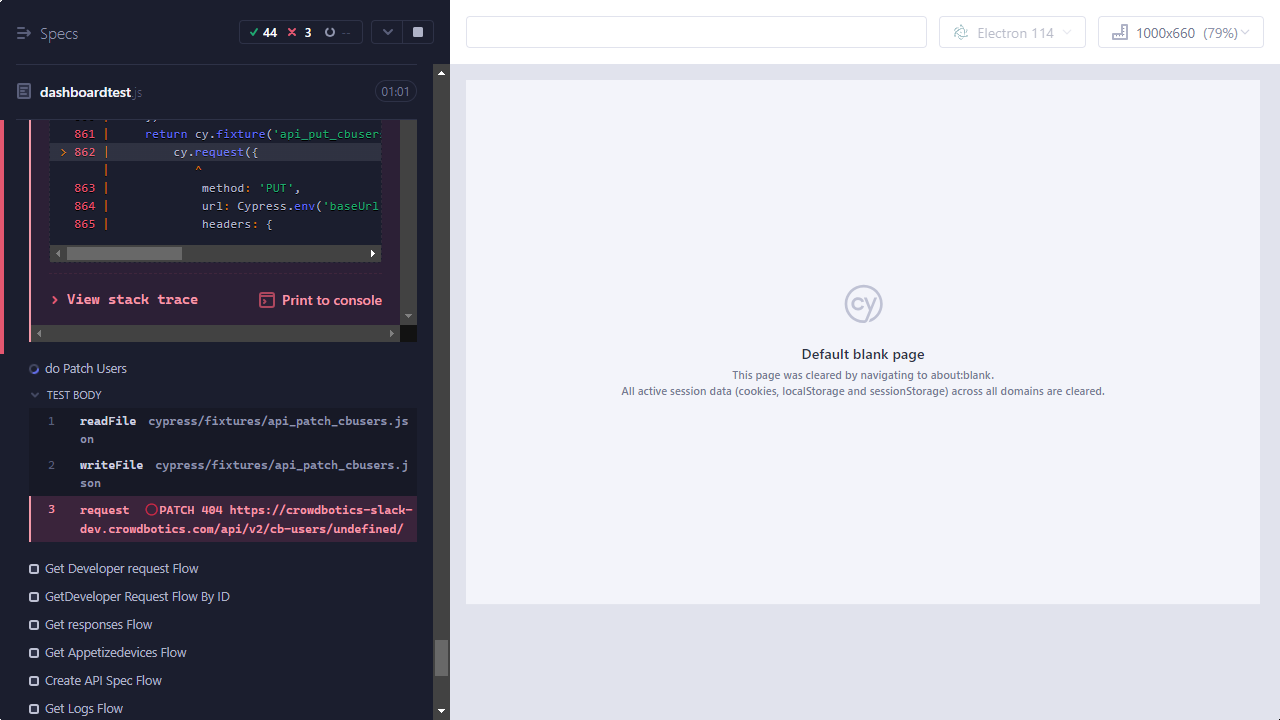 Specs
44 3 --
Electron 114
1000x660 (79%)
dashboardtest.js
01:01
861 | return cy.fixture('api_put_cbusers
> 862 | cy.request({
| ^
863 | method: 'PUT',
864 | url: Cypress.env('baseUrl
865 | headers: {
View stack trace
Print to console
do Patch Users
TEST BODY
1 readFile cypress/fixtures/api_patch_cbusers.js
on
2 writeFile cypress/fixtures/api_patch_cbusers.j
son
3 request PATCH 404 https://crowdbotics-slack-
dev.crowdbotics.com/api/v2/cb-users/undefined/
Get Developer request Flow
GetDeveloper Request Flow By ID
Get responses Flow
Get Appetizedevices Flow
Create API Spec Flow
Get Logs Flow
cy
Default blank page
This page was cleared by navigating to about:blank.
All active session data (cookies, localStorage and sessionStorage) across all domains are cleared.